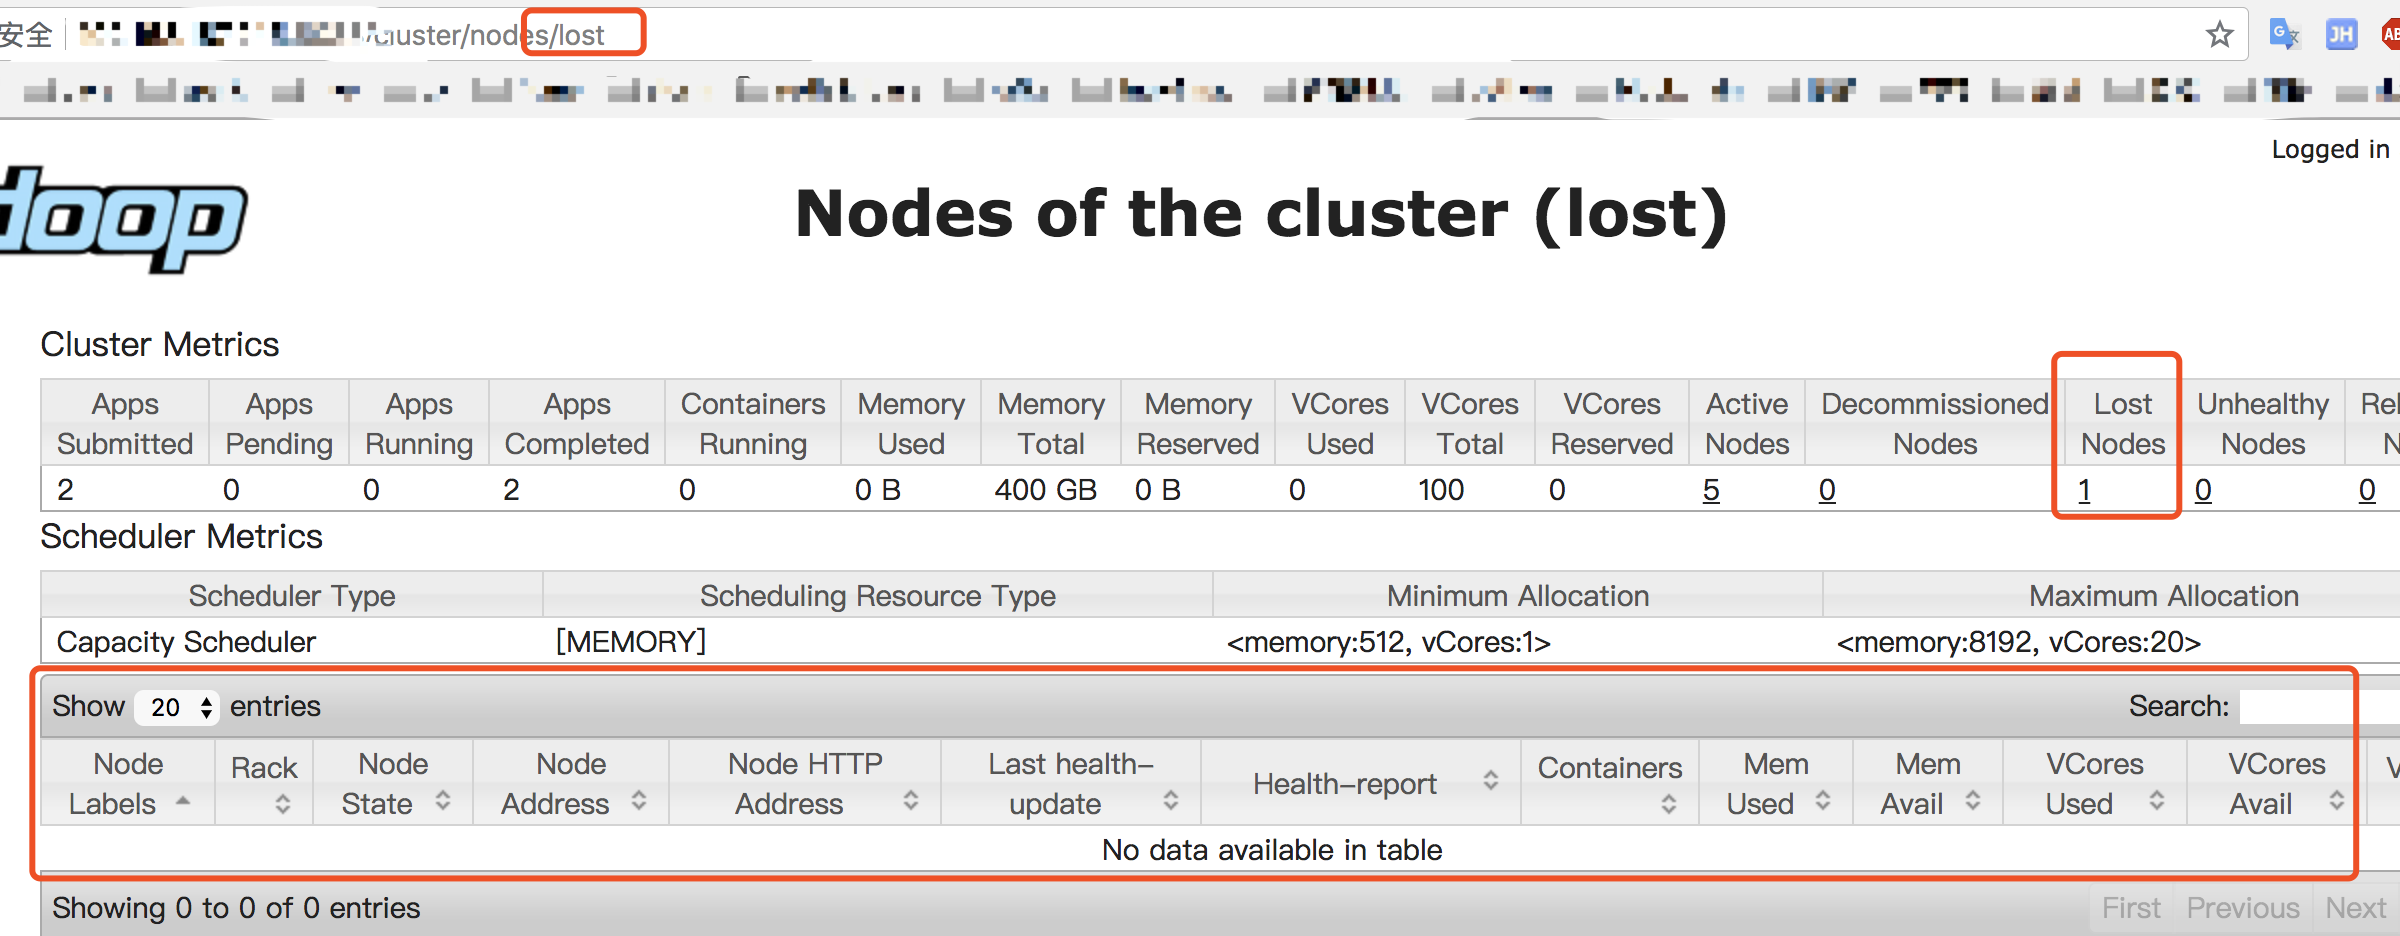 安全
cluster/nodes/lost
G
JH
Logged in
doop
Nodes of the cluster (lost)
Cluster Metrics
Apps Submitted Apps Pending Apps Running Apps Completed Containers Running Memory Used Memory Total Memory Reserved VCores Used VCores Total VCores Reserved Active Nodes Decommissioned Nodes Lost Nodes Unhealthy Nodes
2 0 0 2 0 0 B 400 GB 0 B 0 100 0 5 0 1 0 0
Scheduler Metrics
Scheduler Type Scheduling Resource Type Minimum Allocation Maximum Allocation
Capacity Scheduler [MEMORY] <memory:512, vCores:1> <memory:8192, vCores:20>
Show 20 entries Search:
Node Labels Rack Node State Node Address Node HTTP Address Last health-update Health-report Containers Mem Used Mem Avail VCores Used VCores Avail
No data available in table
Showing 0 to 0 of 0 entries First Previous Next